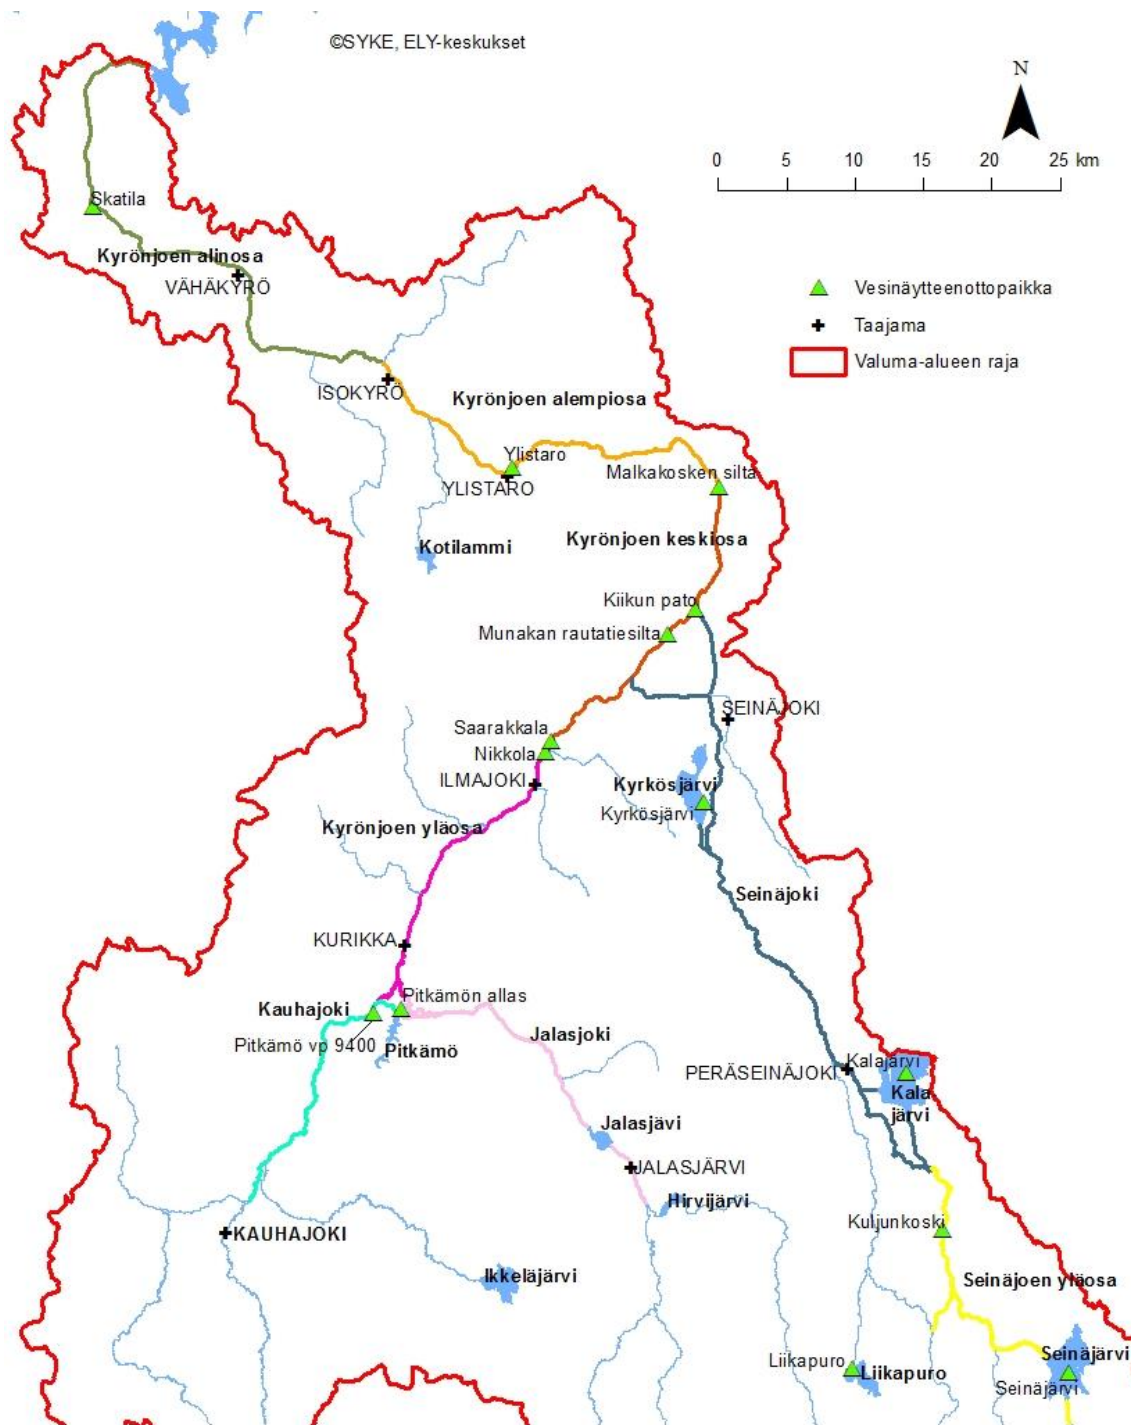 ©SYKE, ELY-keskukset
N
0 5 10 15 20 25 km
Skatila
Kyrönjoen alinosa
VÄHÄKYRÖ
Vesinäytteenottopaikka
Taajama
Valuma-alueen raja
ISOKYRÖ
Kyrönjoen alempiosa
Ylistaro
YLISTARO
Malkakosken silta
Kotilammi
Kyrönjoen keskiosa
Kiikun pato
Munakan rautatiesilta
SEINÄJOKI
Saarakkala
Nikkola
ILMAJOKI
Kyrkösjärvi
Kyrkösjärvi
Kyrönjoen yläosa
Seinäjoki
KURIKKA
Pitkämön allas
Kauhajoki
Pitkämö vp 9400
Pitkämö
Jalasjoki
PERÄSEINÄJOKI
Kalajärvi
Kala
järvi
Jalasjävi
JALASJÄRVI
Hirvijärvi
KAUHAJOKI
Kuljunkoski
Ikkeläjärvi
Seinäjoen yläosa
Liikapuro
Liikapuro
Seinäjärvi
Seinäjärvi